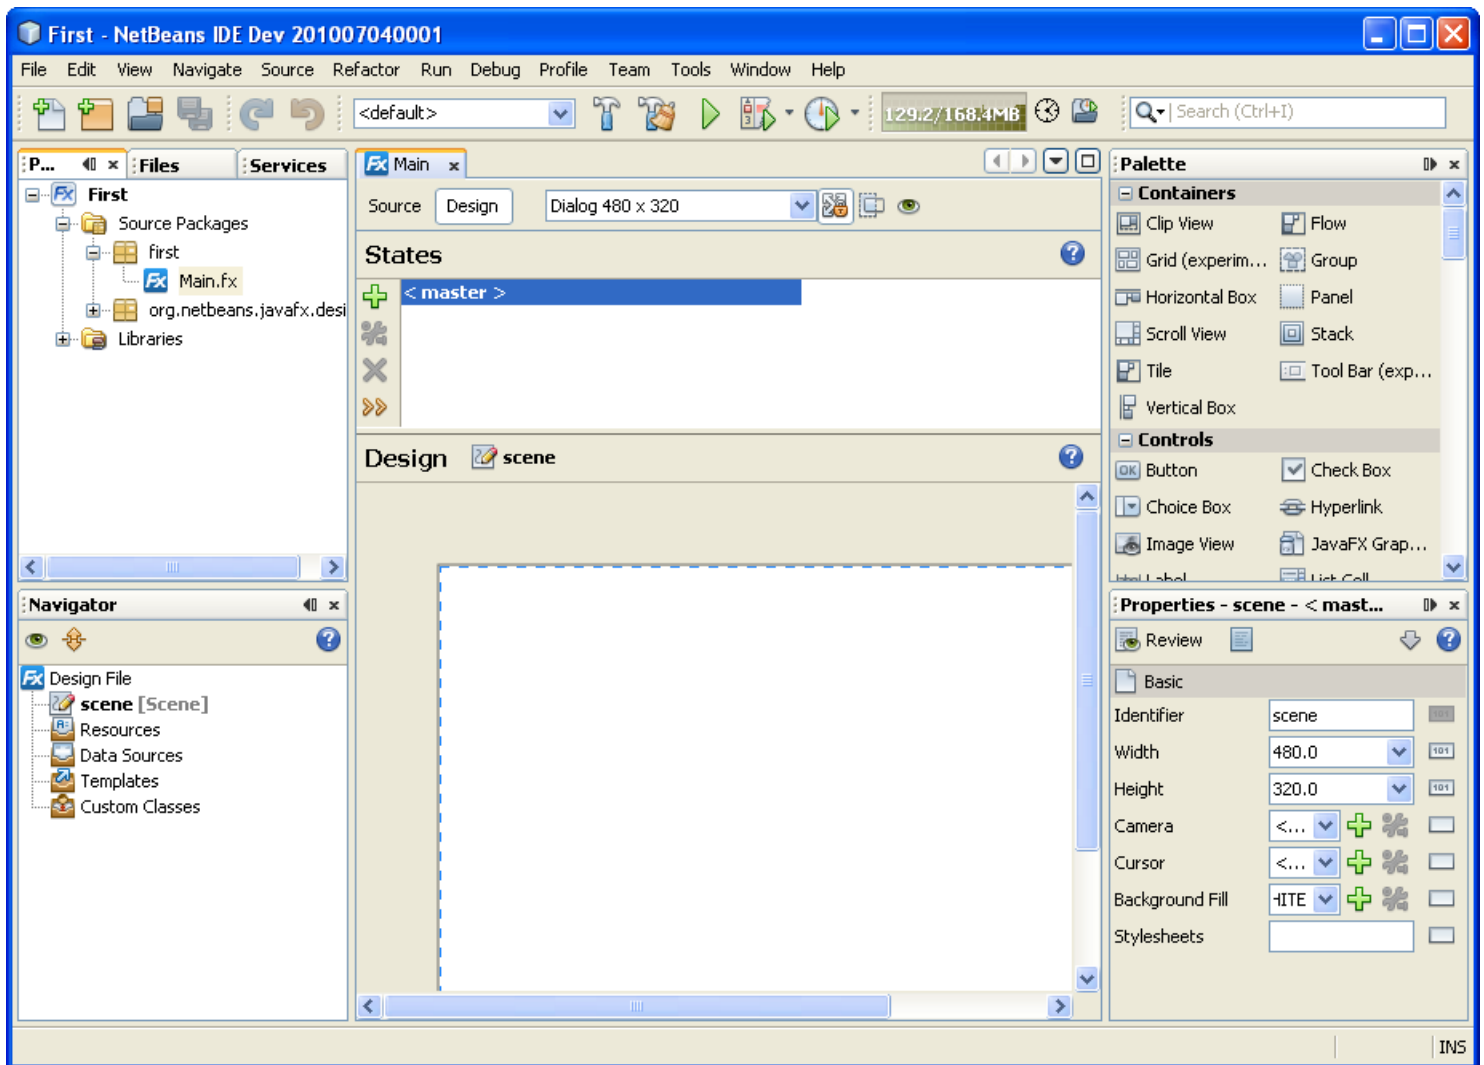 First - NetBeans IDE Dev 201007040001
File Edit View Navigate Source Refactor Run Debug Profile Team Tools Window Help
<default>
129.2/168.4MB
Search (Ctrl+I)
P... Files Services
First
Source Packages
first
Main.fx
org.netbeans.javafx.desi
Libraries
Navigator
Design File
scene [Scene]
Resources
Data Sources
Templates
Custom Classes
Main
Source Design Dialog 480 x 320
States
< master >
Design scene
Palette
Containers
Clip View Flow
Grid (experim... Group
Horizontal Box Panel
Scroll View Stack
Tile Tool Bar (exp...
Vertical Box
Controls
Button Check Box
Choice Box Hyperlink
Image View JavaFX Grap...
Label List Cell
Properties - scene - < mast...
Review
Basic
Identifier scene
Width 480.0
Height 320.0
Camera <...
Cursor <...
Background Fill HITE
Stylesheets
INS